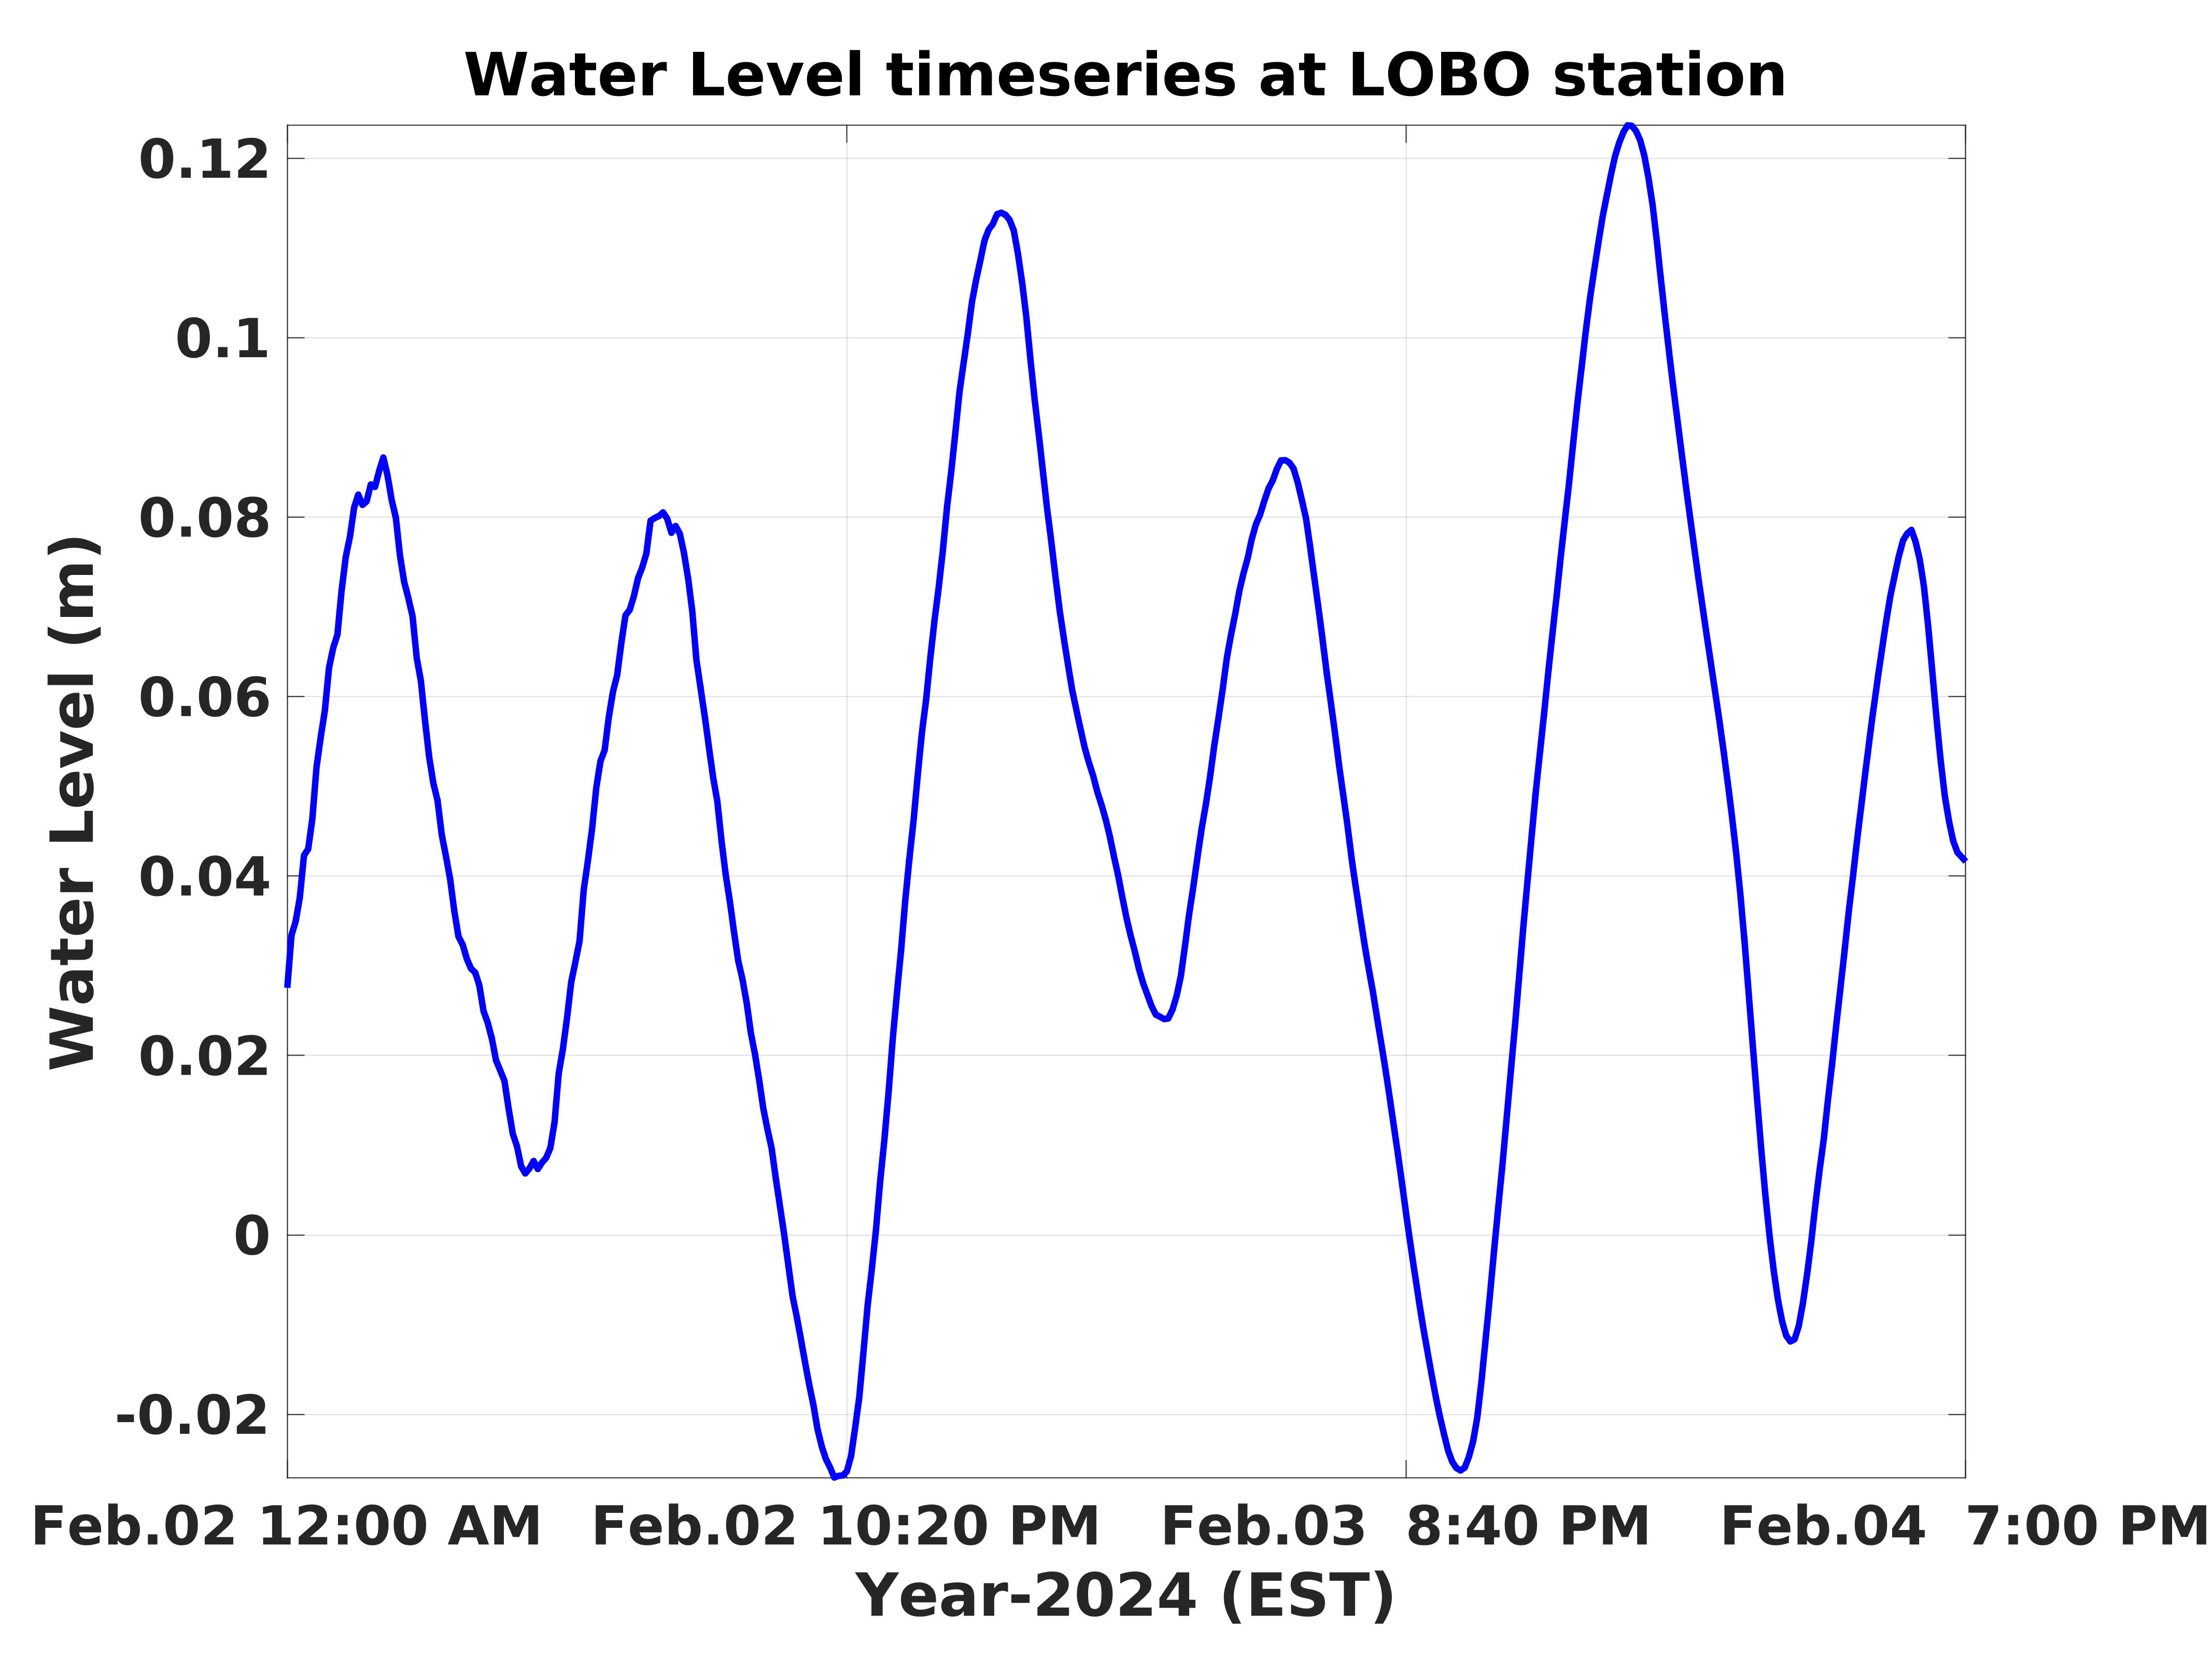 Water Level timeseries at LOBO station
0.12
0.1
0.08
0.06
0.04
0.02
0
-0.02
Water Level (m)
Feb.02 12:00 AM Feb.02 10:20 PM Feb.03 8:40 PM Feb.04 7:00 PM
Year-2024 (EST)